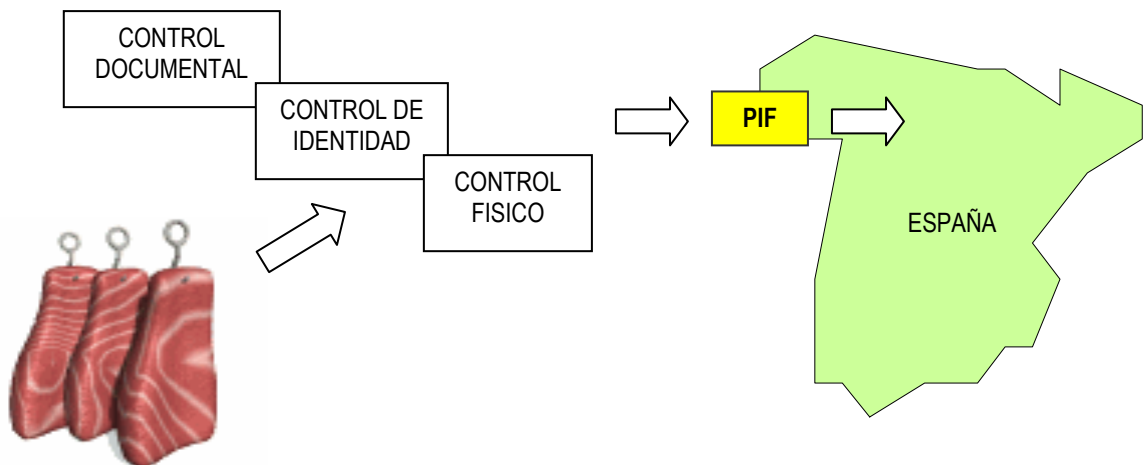 CONTROL
DOCUMENTAL
CONTROL DE
IDENTIDAD
CONTROL
FISICO
PIF
ESPAÑA